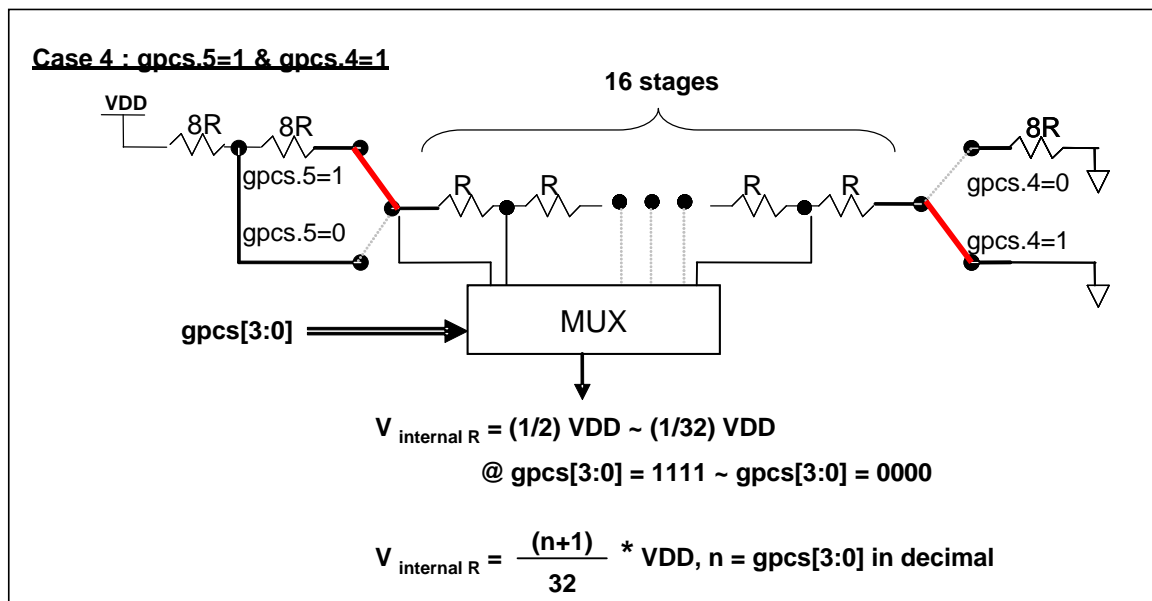 Case 4 : gpcs.5=1 & gpcs.4=1
16 stages
VDD
8R
8R
8R
gpcs.5=1
R
R
R
R
gpcs.4=0
gpcs.5=0
gpcs.4=1
MUX
gpcs[3:0]
V internal R = (1/2) VDD ~ (1/32) VDD
@ gpcs[3:0] = 1111 ~ gpcs[3:0] = 0000
V internal R = (n+1) / 32 * VDD, n = gpcs[3:0] in decimal